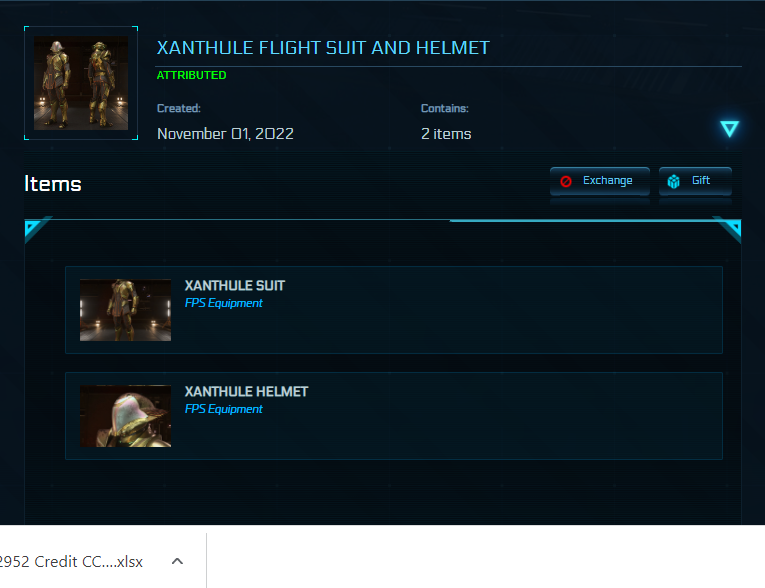 XANTHULE FLIGHT SUIT AND HELMET
ATTRIBUTED
Created:
Contains:
November 01, 2022
2 items
Items
Exchange
Gift
XANTHULE SUIT
FPS Equipment
XANTHULE HELMET
FPS Equipment
2952 Credit CC....xlsx